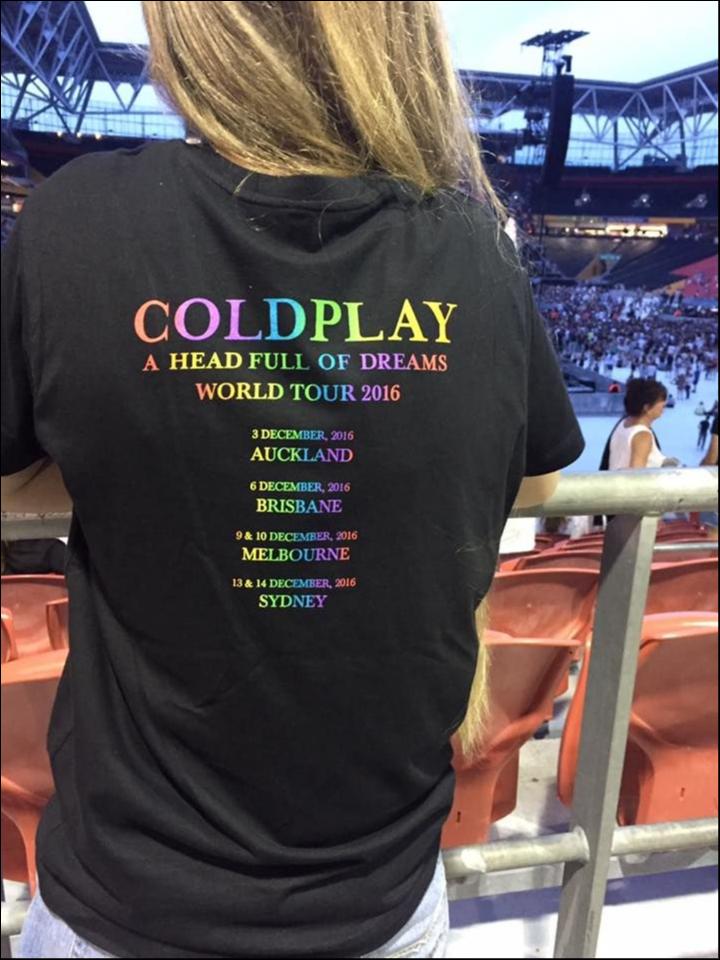 COLDPLAY
A HEAD FULL OF DREAMS
WORLD TOUR 2016
3 DECEMBER, 2016
AUCKLAND
6 DECEMBER, 2016
BRISBANE
9 & 10 DECEMBER, 2016
MELBOURNE
13 & 14 DECEMBER, 2016
SYDNEY